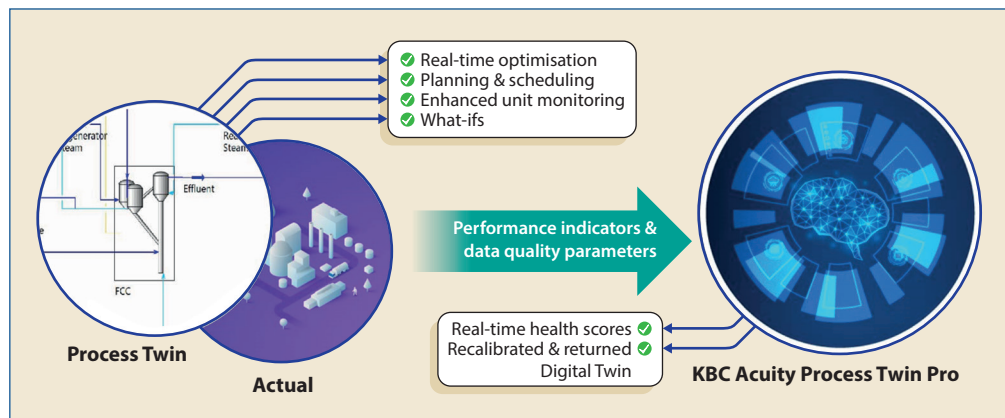 Real-time optimisation
Planning & scheduling
Enhanced unit monitoring
What-ifs
Effluent
FCC
Process Twin
Actual
Performance indicators &
data quality parameters
Real-time health scores
Recalibrated & returned
Digital Twin
KBC Acuity Process Twin Pro